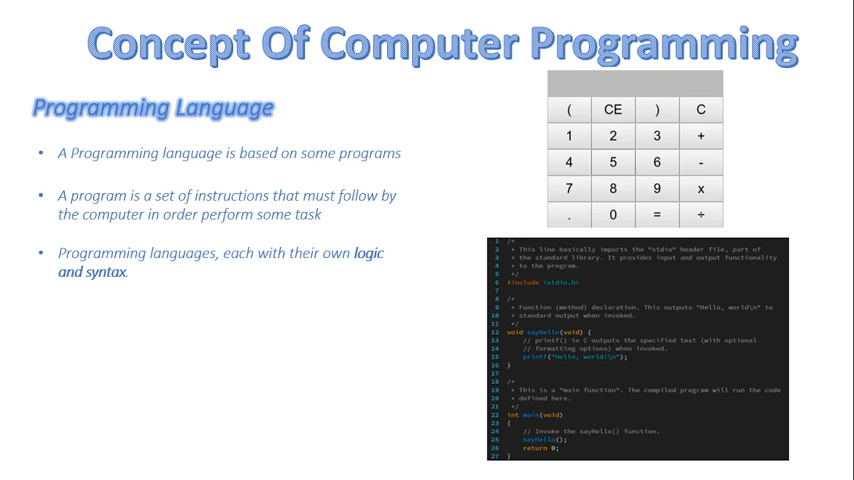 Concept Of Computer Programming
Programming Language
• A Programming language is based on some programs
• A program is a set of instructions that must follow by
the computer in order perform some task
• Programming languages, each with their own logic
and syntax.
( CE ) C
1 2 3 +
4 5 6 -
7 8 9 x
. 0 = ÷
1 /*
2 * This line basically imports the "stdio" header file, part of
3 * the standard library. It provides input and output functionality
4 * to the program.
5 */
6 #include <stdio.h>
7
8 /*
9 * Function (method) declaration. This outputs "Hello, world\n" to
10 * standard output when invoked.
11 */
12 void sayHello(void) {
13 // printf() in C outputs the specified text (with optional
14 // formatting options) when invoked.
15 printf("Hello, world!\n");
16 }
17
18 /*
19 * This is a "main function". The compiled program will run the code
20 * defined here.
21 */
22 int main(void)
23 {
24 // Invoke the sayHello() function.
25 sayHello();
26 return 0;
27 }